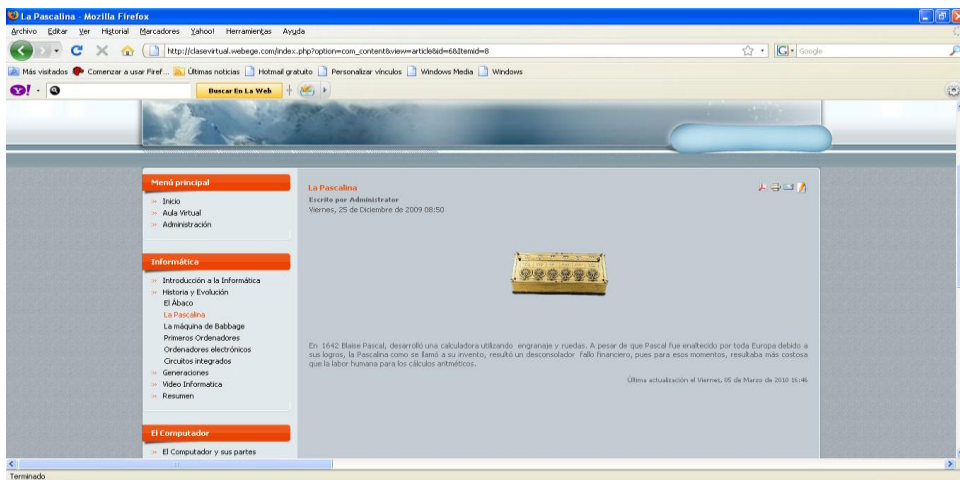 La Pascalina - Mozilla Firefox
Archivo Editar Ver Historial Marcadores Yahoo! Herramientas Ayuda
http://clasevirtual.webege.com/index.php?option=com_content&view=article&id=6&Itemid=8
Google
Más visitados Comenzar a usar Firef... Últimas noticias Hotmail gratuito Personalizar vínculos Windows Media Windows
Buscar En La Web
Menú principal
Inicio
Aula Virtual
Administración
Informática
Introducción a la Informática
Historia y Evolución
El Ábaco
La Pascalina
La máquina de Babbage
Primeros Ordenadores
Ordenadores electrónicos
Circuitos integrados
Generaciones
Video Informatica
Resumen
El Computador
El Computador y sus partes
La Pascalina
Escrito por Administrator
Viernes, 25 de Diciembre de 2009 08:50
En 1642 Blaise Pascal, desarrolló una calculadora utilizando engranaje y ruedas. A pesar de que Pascal fue enaltecido por toda Europa debido a
sus logros, la Pascalina como se llamó a su invento, resultó un desconsolador fallo financiero, pues para esos momentos, resultaba más costosa
que la labor humana para los cálculos aritméticos.
Última actualización el Viernes, 05 de Marzo de 2010 15:46
Terminado